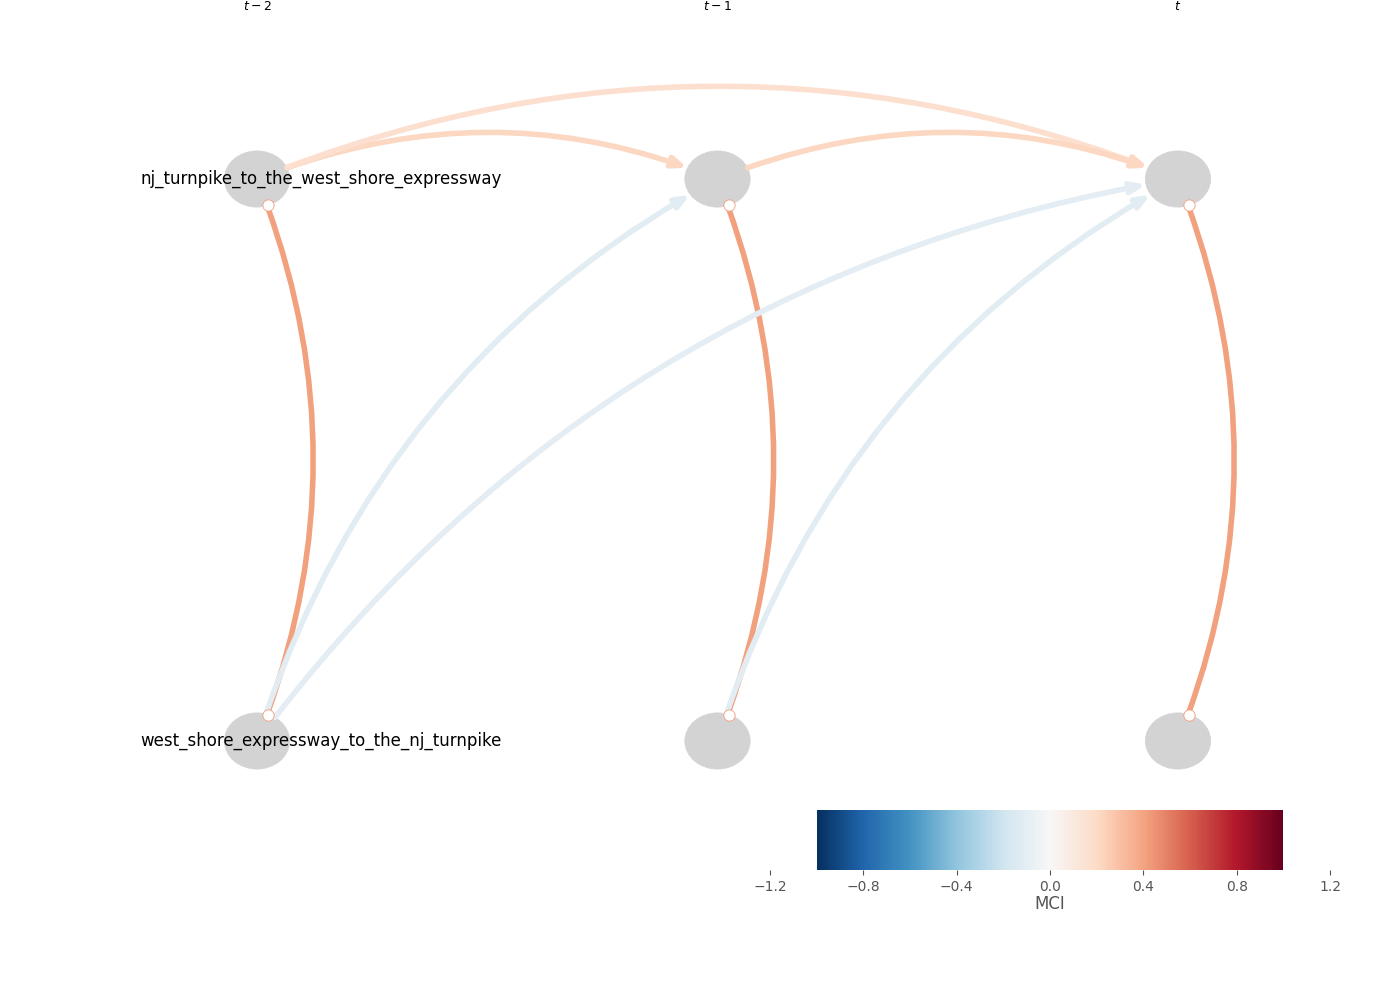 t − 2 t − 1 t
nj_turnpike_to_the_west_shore_expressway
west_shore_expressway_to_the_nj_turnpike
−1.2 −0.8 −0.4 0.0 0.4 0.8 1.2
MCI